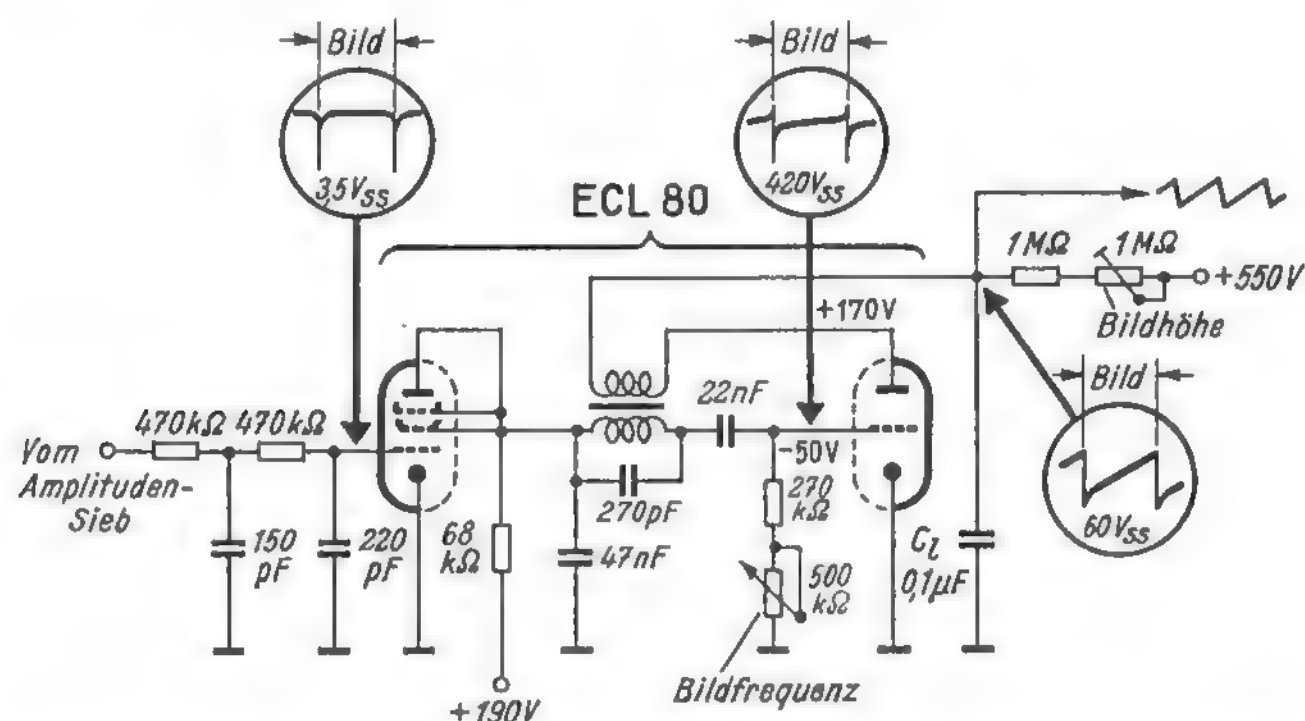 Bild
Bild
3,5Vss
420Vss
ECL 80
1MΩ
1MΩ
+550V
Bildhöhe
+170V
Bild
22nF
470kΩ
470kΩ
Vom
Amplituden-
Sieb
-50V
270
kΩ
270pF
60Vss
150
pF
220
pF
68
kΩ
47nF
500
kΩ
Cl
0,1µF
Bildfrequenz
+190V